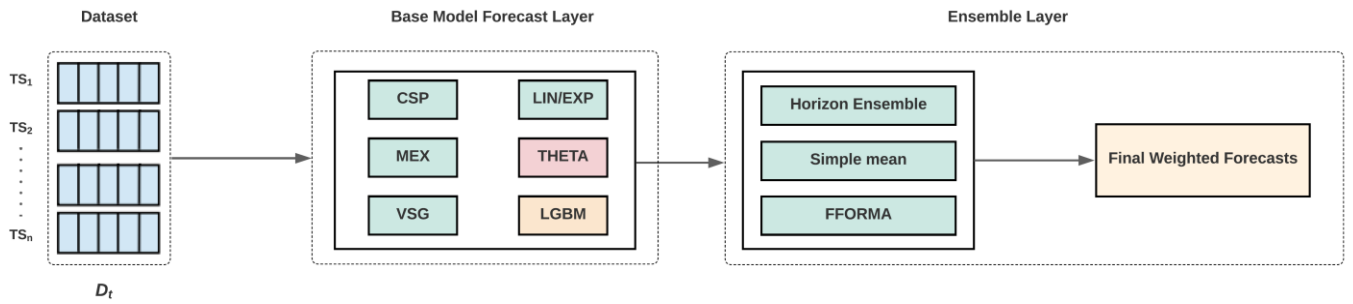 Dataset
Base Model Forecast Layer
Ensemble Layer
TS1
TS2
TSn
CSP
LIN/EXP
MEX
THETA
VSG
LGBM
Horizon Ensemble
Simple mean
FFORMA
Final Weighted Forecasts
Dt